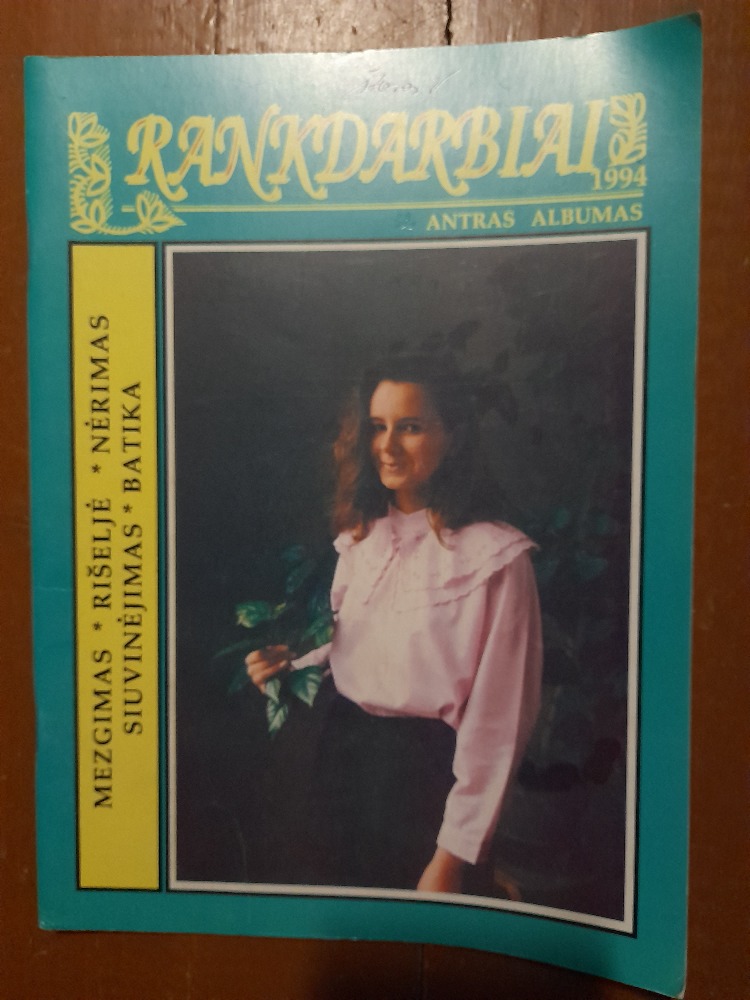 RANKDARBIAI
1994
ANTRAS ALBUMAS
MEZGIMAS * RIŠELJĖ * NĖRIMAS
SIUVINĖJIMAS * BATIKA